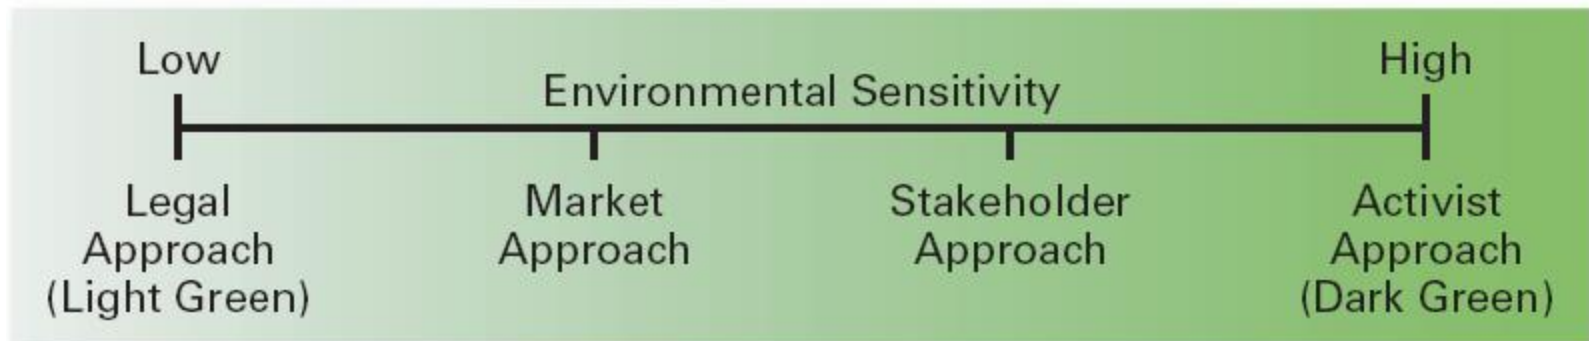 Low
High
Environmental Sensitivity
Legal
Approach
(Light Green)
Market
Approach
Stakeholder
Approach
Activist
Approach
(Dark Green)